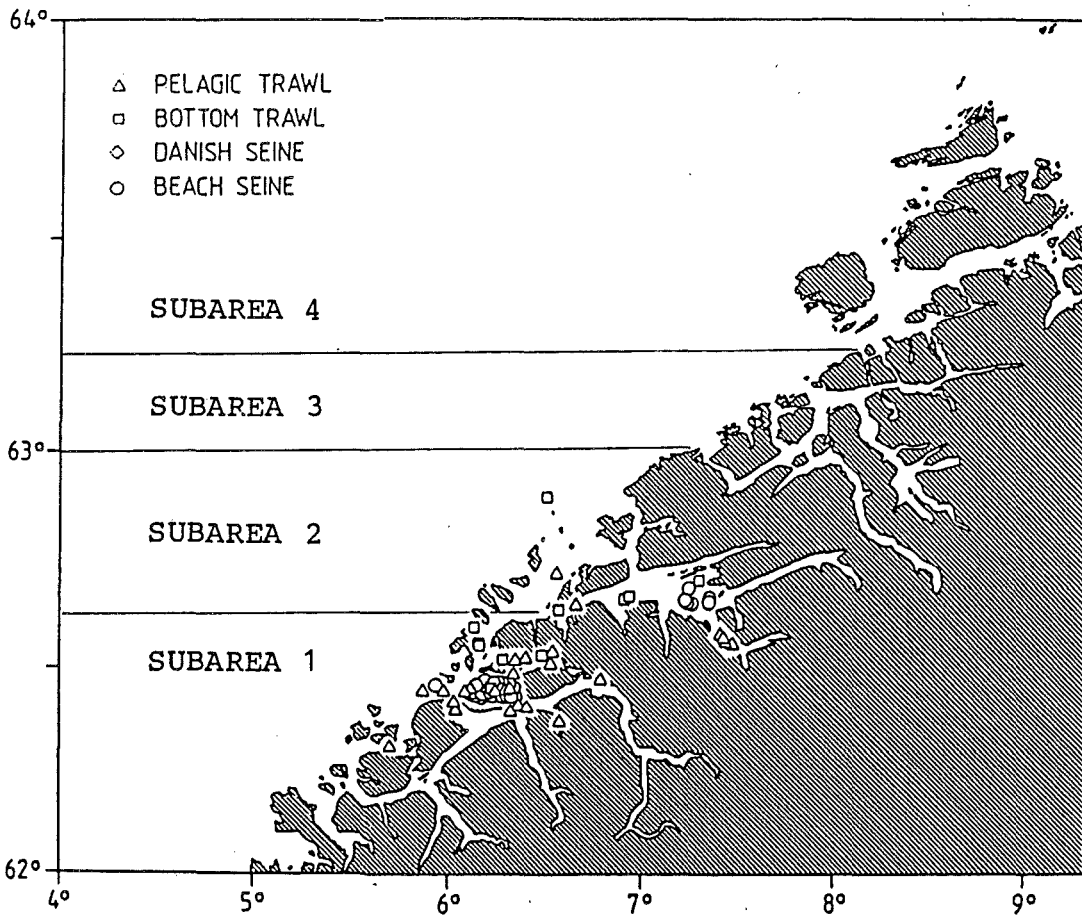 64°
PELAGIC TRAWL
BOTTOM TRAWL
DANISH SEINE
BEACH SEINE
SUBAREA 4
SUBAREA 3
63°
SUBAREA 2
SUBAREA 1
62°
4° 5° 6° 7° 8° 9°